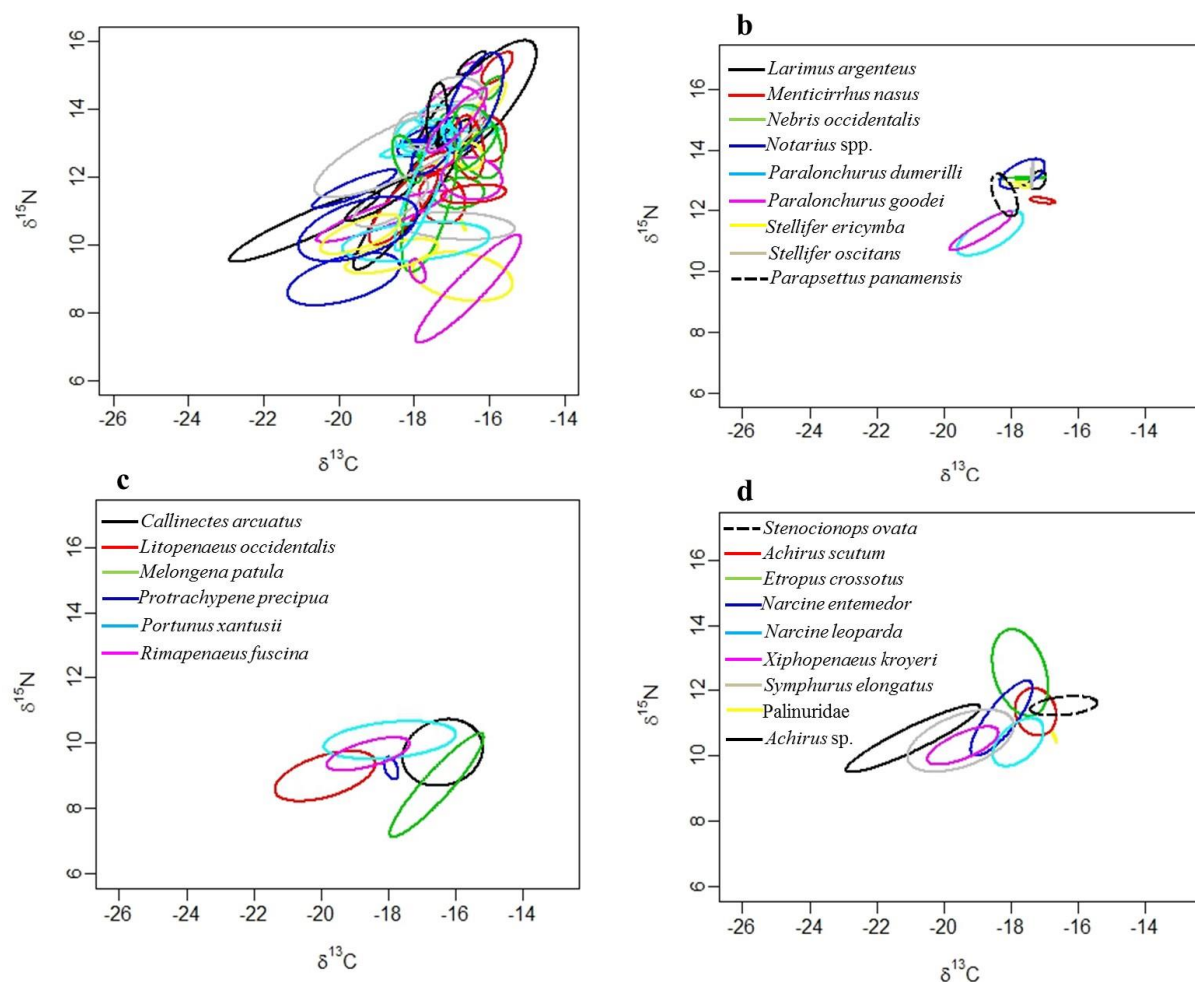 16
14
12
10
8
6
δ15N
-26 -24 -22 -20 -18 -16 -14
δ13C
b
16
14
12
10
8
6
δ15N
Larimus argenteus
Menticirrhus nasus
Nebris occidentalis
Notarius spp.
Paralonchurus dumerilli
Paralonchurus goodei
Stellifer ericymba
Stellifer oscitans
Parapsettus panamensis
-26 -24 -22 -20 -18 -16 -14
δ13C
c
16
14
12
10
8
6
δ15N
Callinectes arcuatus
Litopenaeus occidentalis
Melongena patula
Protrachypene precipua
Portunus xantusii
Rimapenaeus fuscina
-26 -24 -22 -20 -18 -16 -14
δ13C
d
16
14
12
10
8
6
δ15N
Stenocionops ovata
Achirus scutum
Etropus crossotus
Narcine entemedor
Narcine leoparda
Xiphopenaeus kroyeri
Symphurus elongatus
Palinuridae
Achirus sp.
-26 -24 -22 -20 -18 -16 -14
δ13C